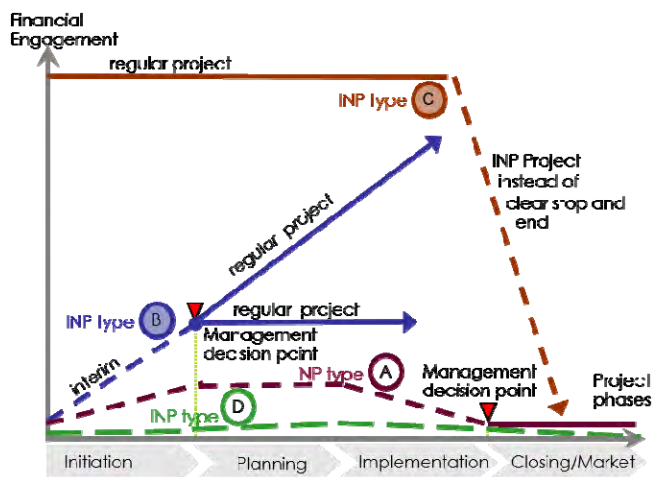 Financial
Engagement
regular project
INP type C
INP Project
instead of
clear stop and
end
regular project
INP type B
regular project
Management
decision point
interim
NP type A
Management
decision point
Project
phases
INP type D
Initiation
Planning
Implementation
Closing/Market